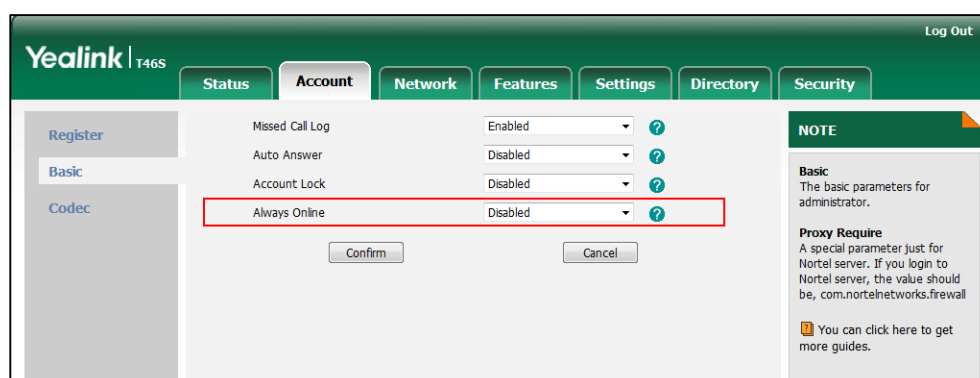 Log Out
Yealink T46S
Status Account Network Features Settings Directory Security
Register
Basic
Codec
Missed Call Log Enabled ?
Auto Answer Disabled ?
Account Lock Disabled ?
Always Online Disabled ?
Confirm Cancel
NOTE
Basic
The basic parameters for
administrator.
Proxy Require
A special parameter just for
Nortel server. If you login to
Nortel server, the value should
be, com.nortelnetworks.firewall
? You can click here to get
more guides.